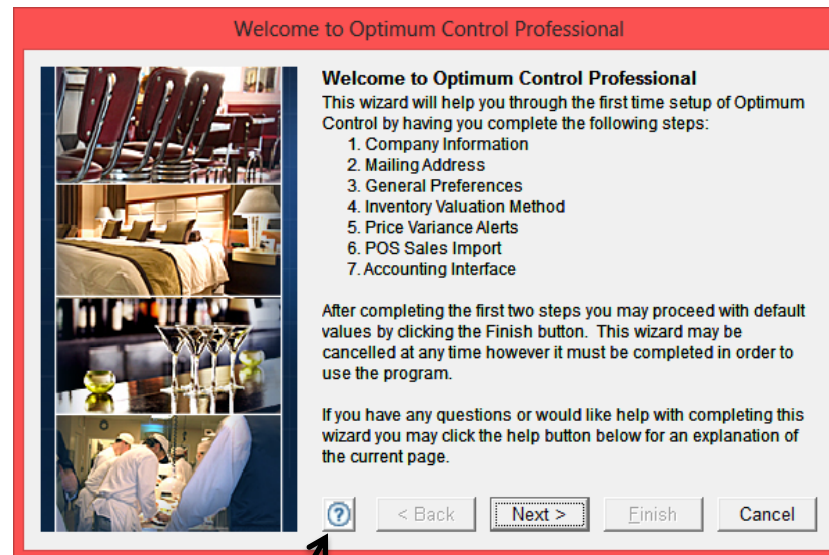 Welcome to Optimum Control Professional
Welcome to Optimum Control Professional
This wizard will help you through the first time setup of Optimum
Control by having you complete the following steps:
1. Company Information
2. Mailing Address
3. General Preferences
4. Inventory Valuation Method
5. Price Variance Alerts
6. POS Sales Import
7. Accounting Interface
After completing the first two steps you may proceed with default
values by clicking the Finish button.  This wizard may be
cancelled at any time however it must be completed in order to
use the program.
If you have any questions or would like help with completing this
wizard you may click the help button below for an explanation of
the current page.
? < Back Next > Finish Cancel